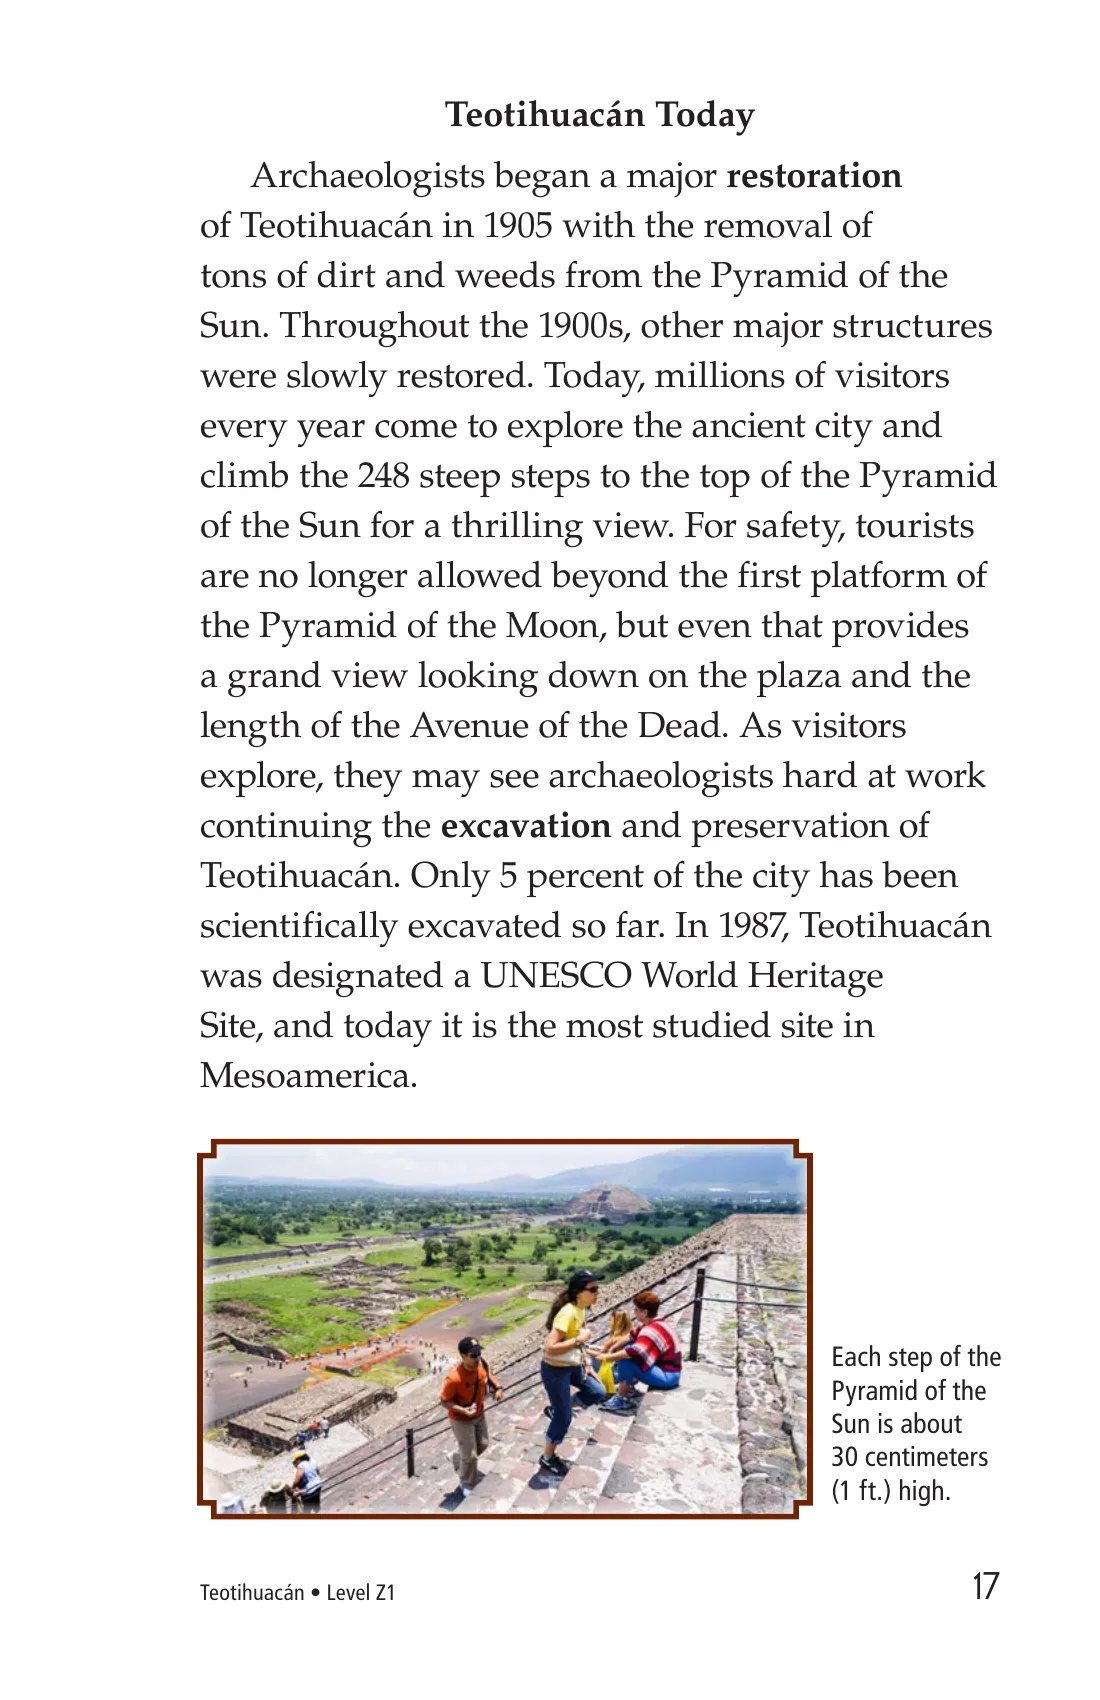 Teotihuacán Today
Archaeologists began a major restoration
of Teotihuacán in 1905 with the removal of
tons of dirt and weeds from the Pyramid of the
Sun. Throughout the 1900s, other major structures
were slowly restored. Today, millions of visitors
every year come to explore the ancient city and
climb the 248 steep steps to the top of the Pyramid
of the Sun for a thrilling view. For safety, tourists
are no longer allowed beyond the first platform of
the Pyramid of the Moon, but even that provides
a grand view looking down on the plaza and the
length of the Avenue of the Dead. As visitors
explore, they may see archaeologists hard at work
continuing the excavation and preservation of
Teotihuacán. Only 5 percent of the city has been
scientifically excavated so far. In 1987, Teotihuacán
was designated a UNESCO World Heritage
Site, and today it is the most studied site in
Mesoamerica.
Each step of the
Pyramid of the
Sun is about
30 centimeters
(1 ft.) high.
Teotihuacán • Level Z1
17